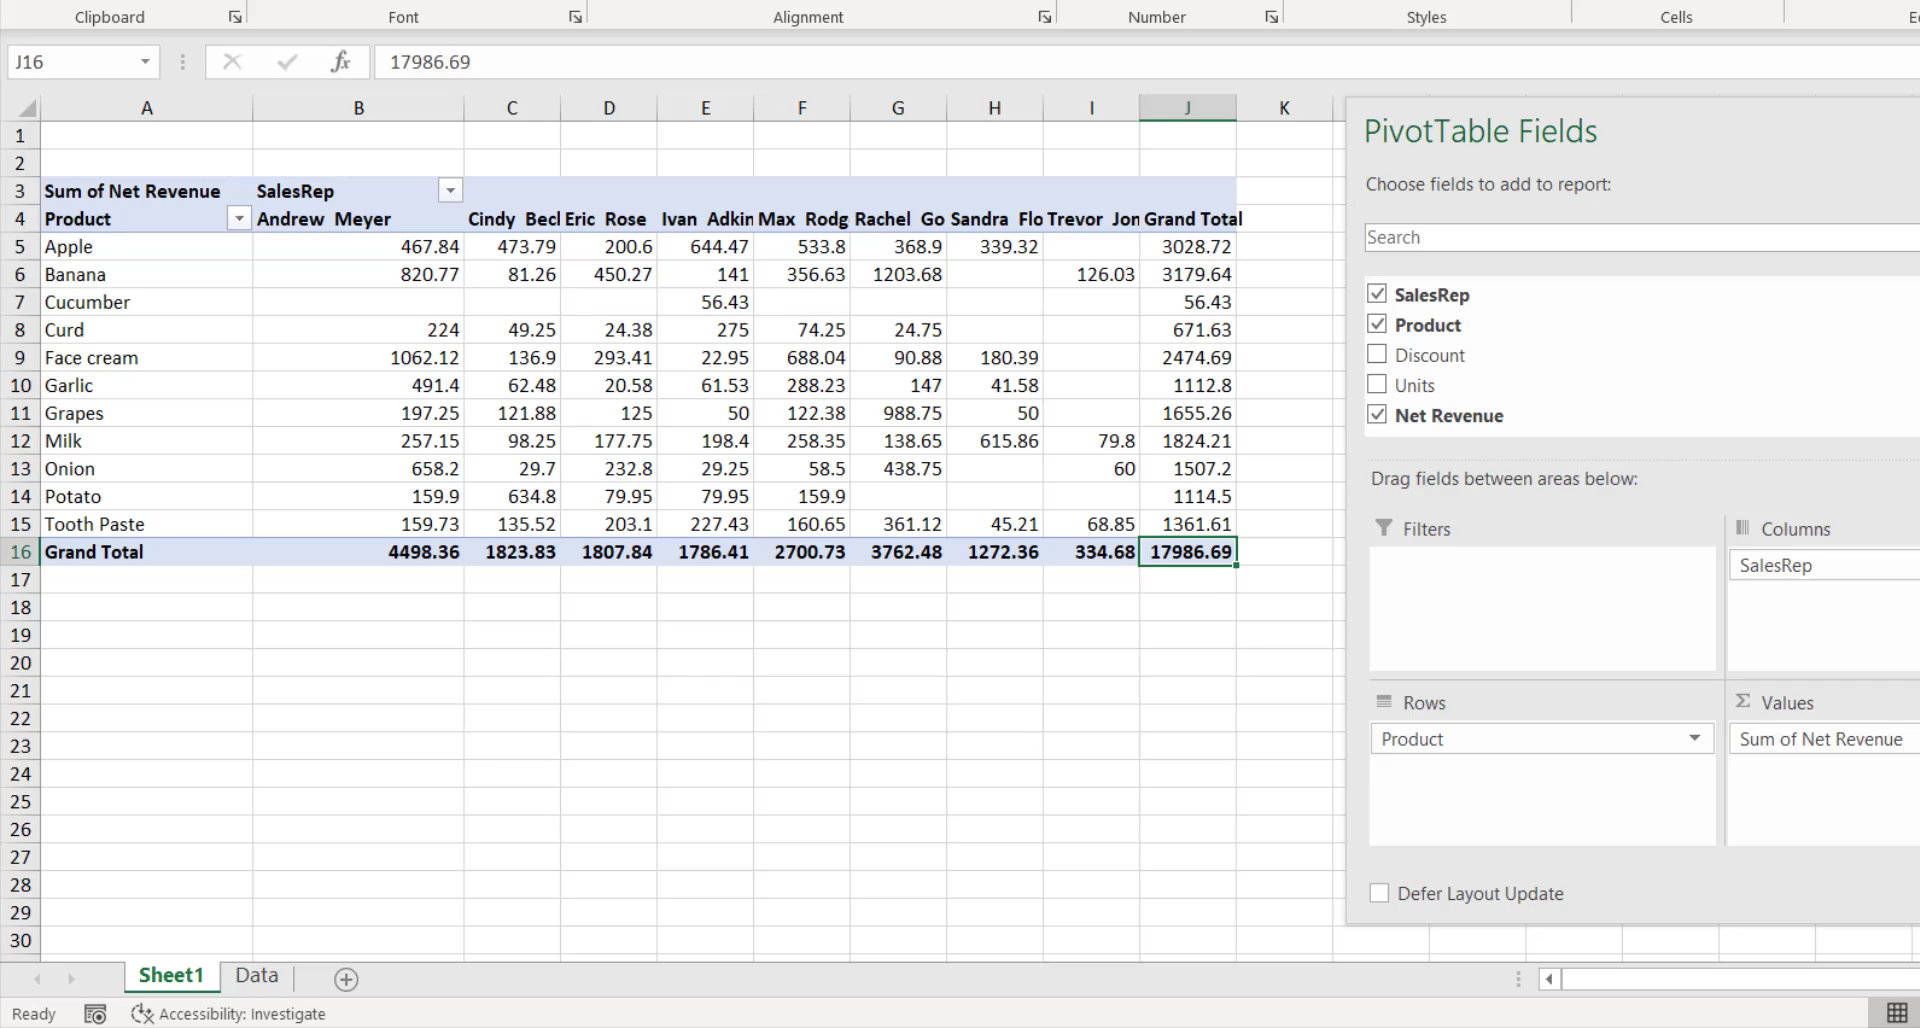 Clipboard Font Alignment Number Styles Cells
J16 fx 17986.69
A B C D E F G H I J K
1
2
3 Sum of Net Revenue SalesRep
4 Product Andrew Meyer Cindy Becl Eric Rose Ivan Adkin Max Rodg Rachel Go Sandra Flo Trevor Jon Grand Total
5 Apple 467.84 473.79 200.6 644.47 533.8 368.9 339.32 3028.72
6 Banana 820.77 81.26 450.27 141 356.63 1203.68 126.03 3179.64
7 Cucumber 56.43 56.43
8 Curd 224 49.25 24.38 275 74.25 24.75 671.63
9 Face cream 1062.12 136.9 293.41 22.95 688.04 90.88 180.39 2474.69
10 Garlic 491.4 62.48 20.58 61.53 288.23 147 41.58 1112.8
11 Grapes 197.25 121.88 125 50 122.38 988.75 50 1655.26
12 Milk 257.15 98.25 177.75 198.4 258.35 138.65 615.86 79.8 1824.21
13 Onion 658.2 29.7 232.8 29.25 58.5 438.75 60 1507.2
14 Potato 159.9 634.8 79.95 79.95 159.9 1114.5
15 Tooth Paste 159.73 135.52 203.1 227.43 160.65 361.12 45.21 68.85 1361.61
16 Grand Total 4498.36 1823.83 1807.84 1786.41 2700.73 3762.48 1272.36 334.68 17986.69
17
18
19
20
21
22
23
24
25
26
27
28
29
30
PivotTable Fields
Choose fields to add to report:
Search
SalesRep
Product
Discount
Units
Net Revenue
Drag fields between areas below:
Filters
Columns
SalesRep
Rows
Product
Σ Values
Sum of Net Revenue
Defer Layout Update
Sheet1 Data
Ready Accessibility: Investigate